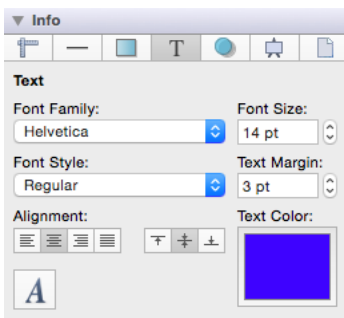 ▼ Info
T
Text
Font Family: Font Size:
Helvetica 14 pt
Font Style: Text Margin:
Regular 3 pt
Alignment: Text Color:
A